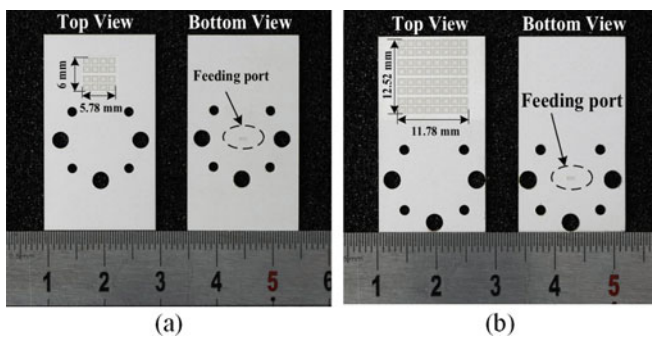 Top View Bottom View
6 mm
5.78 mm
Feeding port
1 2 3 4 5 6
(a)
Top View Bottom View
12.52 mm
11.78 mm
Feeding port
1 2 3 4 5
(b)